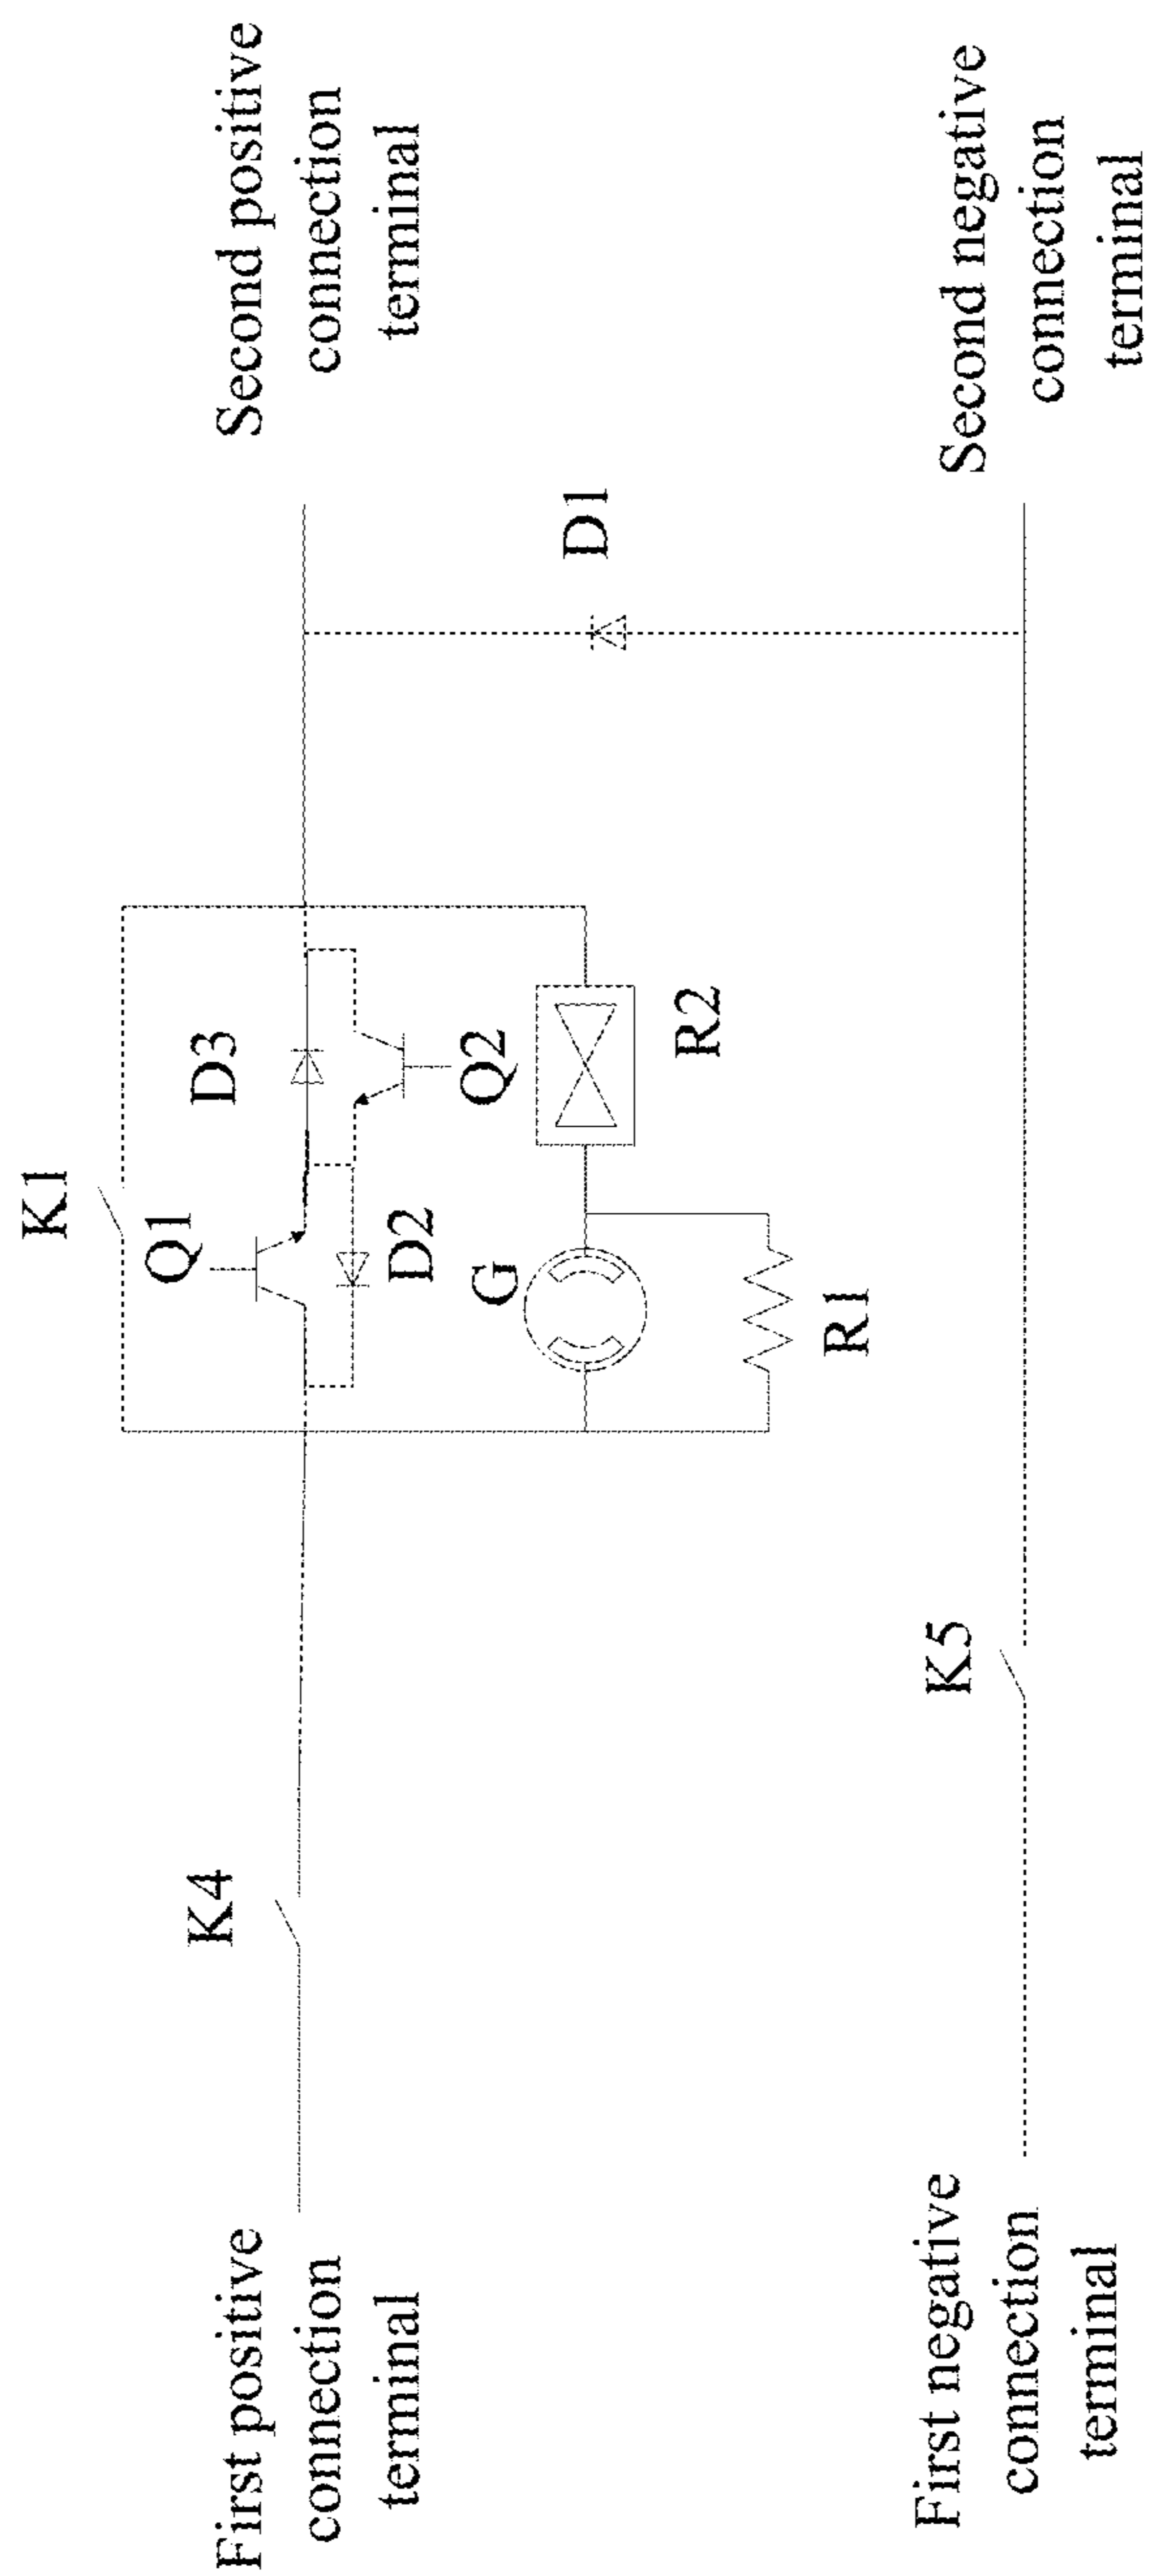 K1
Q1
D3
K4
First positive
connection
terminal
Second positive
connection
terminal
D2
Q2
G
R2
D1
R1
K5
First negative
connection
terminal
Second negative
connection
terminal